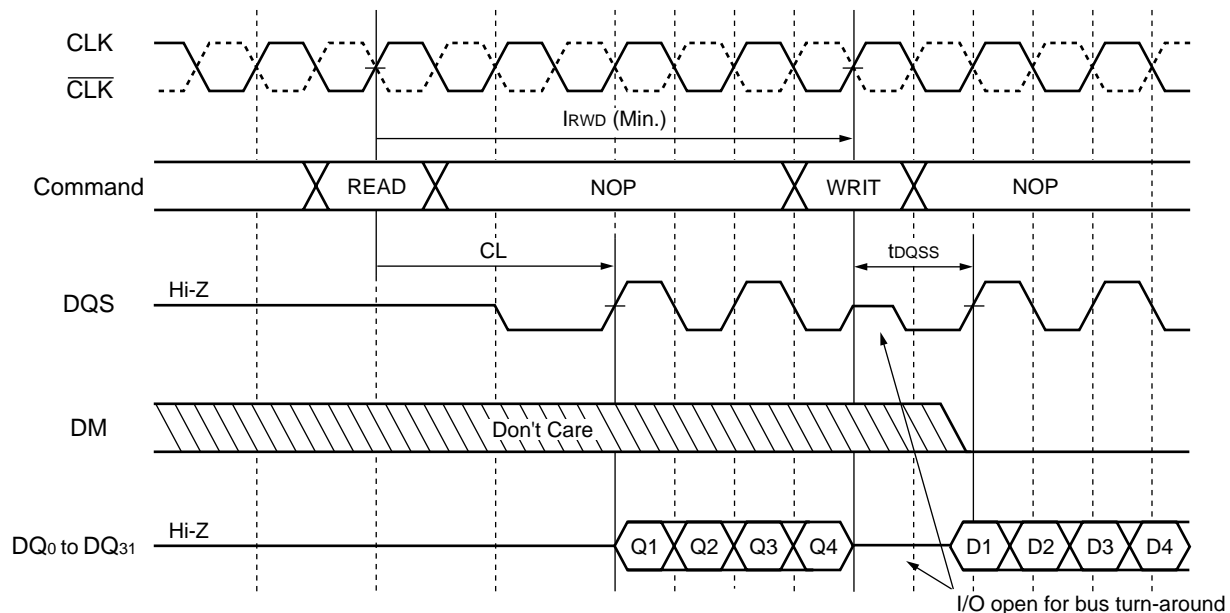 CLK
CLK
IRWD (Min.)
Command
READ
NOP
WRIT
NOP
CL
tDQSS
DQS
Hi-Z
DM
Don't Care
DQ0 to DQ31
Hi-Z
Q1
Q2
Q3
Q4
D1
D2
D3
D4
I/O open for bus turn-around